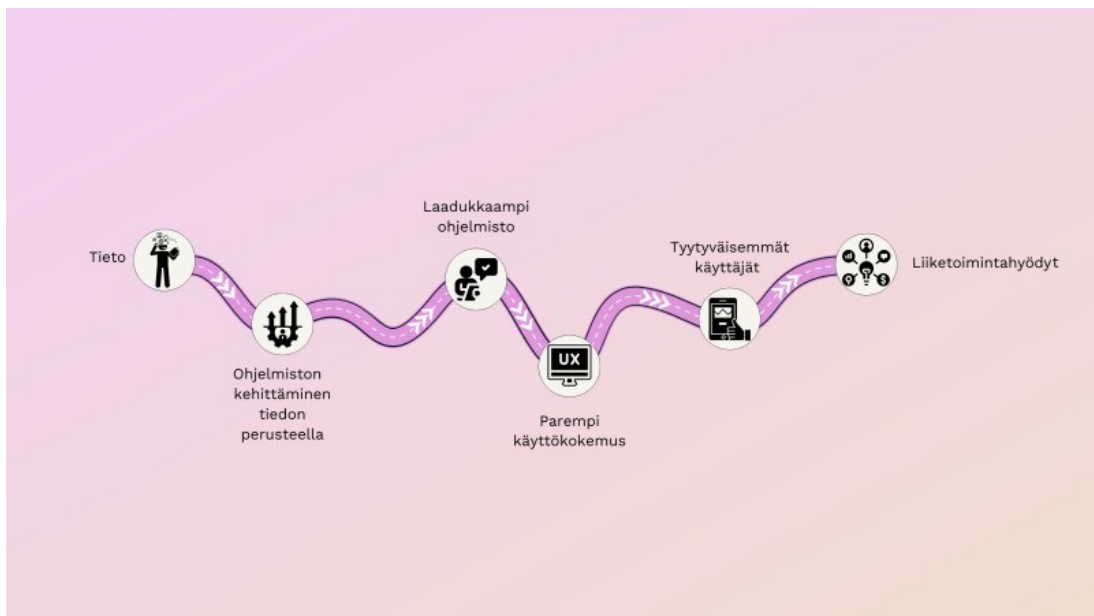 Tieto
Ohjelmiston
kehittäminen
tiedon
perusteella
Laadukkaampi
ohjelmisto
UX
Parempi
käyttökokemus
Tyytyväisemmät
käyttäjät
Liiketoimintahyödyt